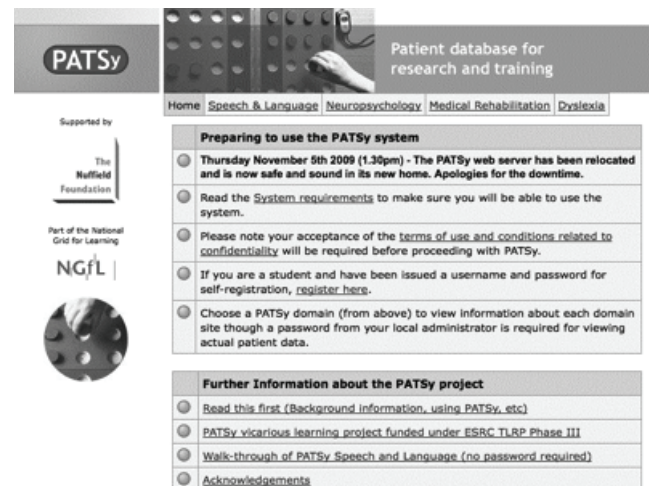 PATSy
Patient database for
research and training
Home Speech & Language Neuropsychology Medical Rehabilitation Dyslexia
Supported by
The
Nuffield
Foundation
Part of the National
Grid for Learning
NGfL
Preparing to use the PATSy system
Thursday November 5th 2009 (1.30pm) - The PATSy web server has been relocated
and is now safe and sound in its new home. Apologies for the downtime.
Read the System requirements to make sure you will be able to use the
system.
Please note your acceptance of the terms of use and conditions related to
confidentiality will be required before proceeding with PATSy.
If you are a student and have been issued a username and password for
self-registration, register here.
Choose a PATSy domain (from above) to view information about each domain
site though a password from your local administrator is required for viewing
actual patient data.
Further Information about the PATSy project
Read this first (Background information, using PATSy, etc)
PATSy vicarious learning project funded under ESRC TLRP Phase III
Walk-through of PATSy Speech and Language (no password required)
Acknowledgements